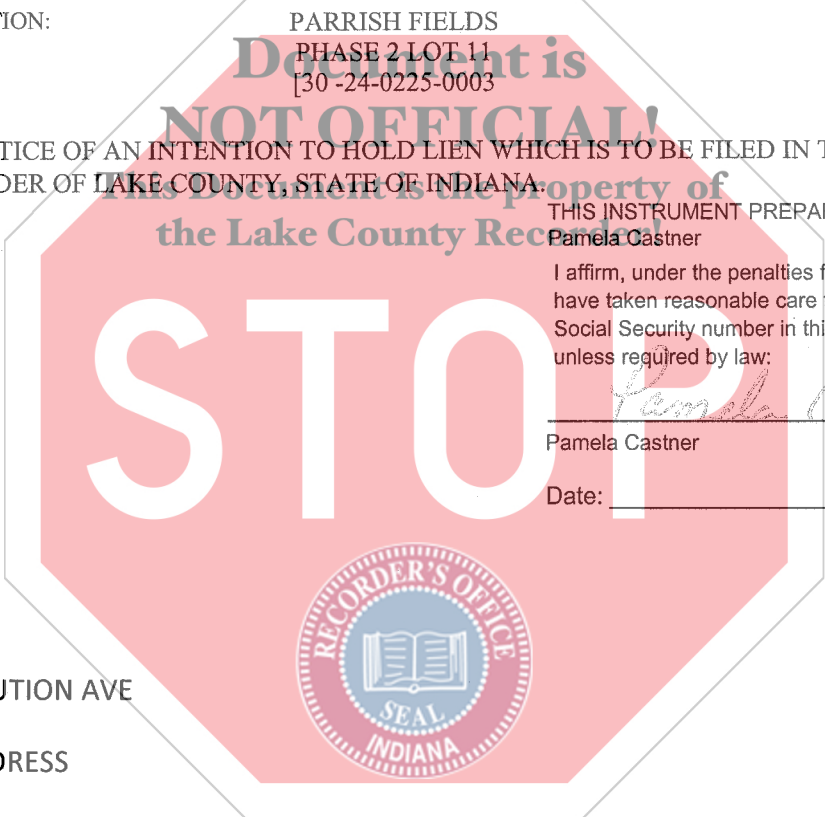 TION:
PARRISH FIELDS
PHASE 2 LOT 11
[30 -24-0225-0003
Document is
NOT OFFICIAL!
TICE OF AN INTENTION TO HOLD LIEN WHICH IS TO BE FILED IN T
DER OF LAKE COUNTY, STATE OF INDIANA.
This Document is the property of
the Lake County Recorder!
THIS INSTRUMENT PREPAI
Pamela Castner
I affirm, under the penalties f
have taken reasonable care
Social Security number in thi
unless required by law:
Pamela C
Pamela Castner
Date:
STOP
RECORDER'S OFFICE
SEAL
INDIANA
UTION AVE
DRESS